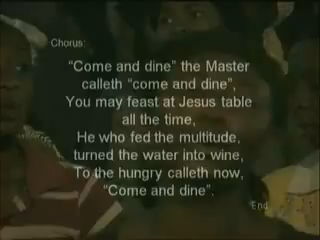 Chorus:
“Come and dine” the Master
calleth “come and dine”,
You may feast at Jesus table
all the time,
He who fed the multitude,
turned the water into wine,
To the hungry calleth now,
“Come and dine”.
End